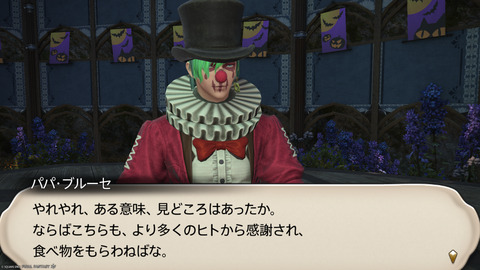 パパ・ブルーセ
やれやれ、ある意味、見どころはあったか。
ならばこちらも、より多くのヒトから感謝され、
食べ物をもらわねばな。